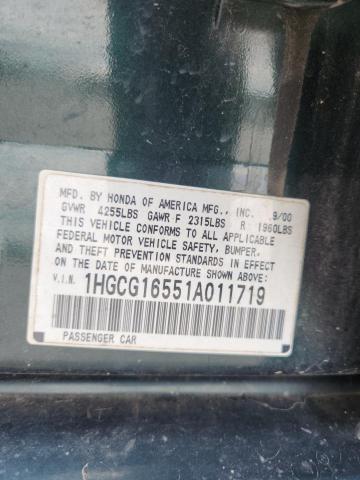 MFD. BY HONDA OF AMERICA MFG., INC. 9/00
GVWR 4255LBS GAWR F 2315LBS R 1960LBS
THIS VEHICLE CONFORMS TO ALL APPLICABLE
FEDERAL MOTOR VEHICLE SAFETY, BUMPER,
AND THEFT PREVENTION STANDARDS IN EFFECT
ON THE DATE OF MANUFACTURE SHOWN ABOVE.
V.I.N. 1HGCG16551A011719
PASSENGER CAR